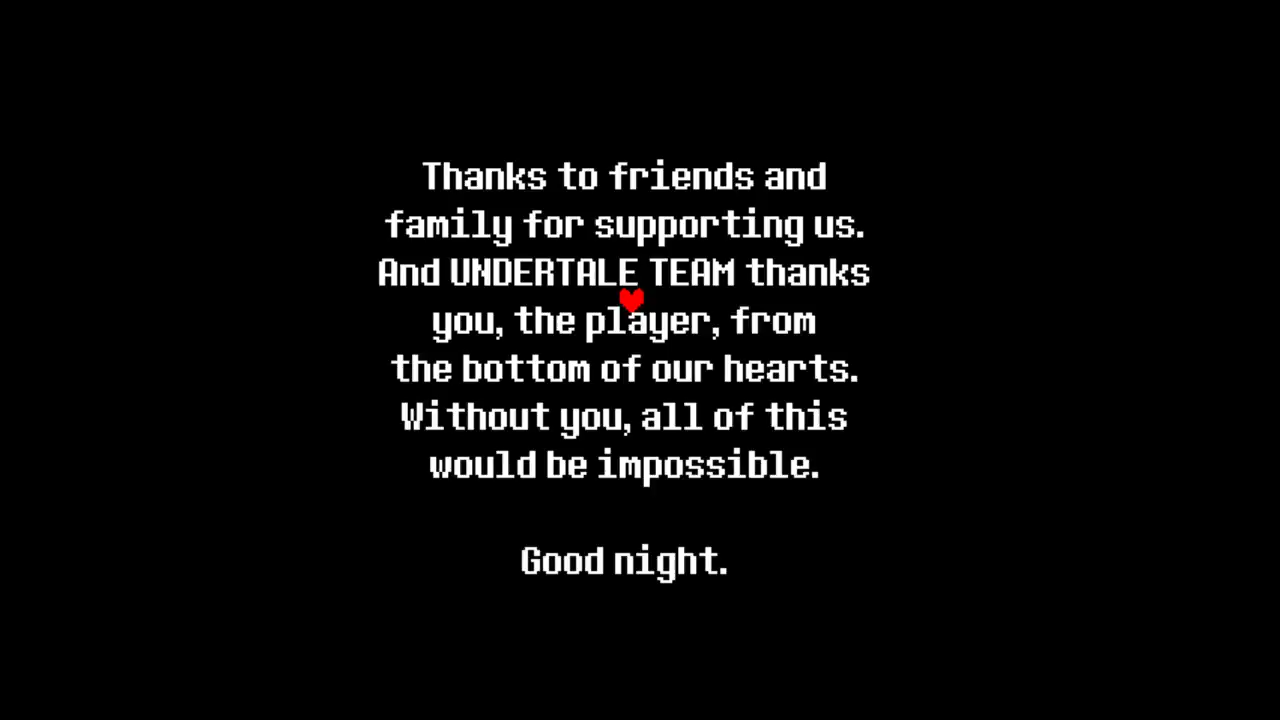 Thanks to friends and
family for supporting us.
And UNDERTALE TEAM thanks
you, the player, from
the bottom of our hearts.
Without you, all of this
would be impossible.
Good night.